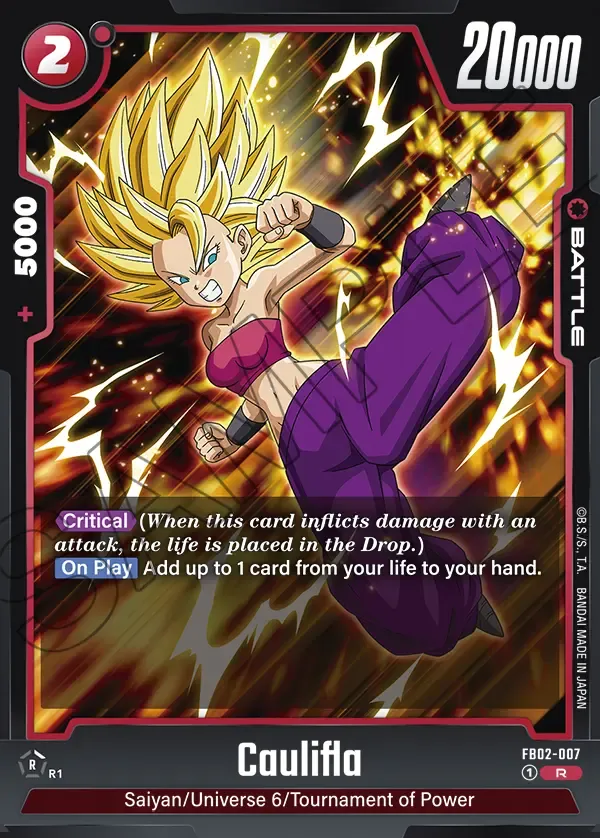 2
20000
+ 5000
BATTLE
SAMPLE
Critical (When this card inflicts damage with an
attack, the life is placed in the Drop.)
On Play Add up to 1 card from your life to your hand.
©B.S./S., T.A. BANDAI MADE IN JAPAN
Caulifla
FB02-007
R
R1
1 R
Saiyan/Universe 6/Tournament of Power